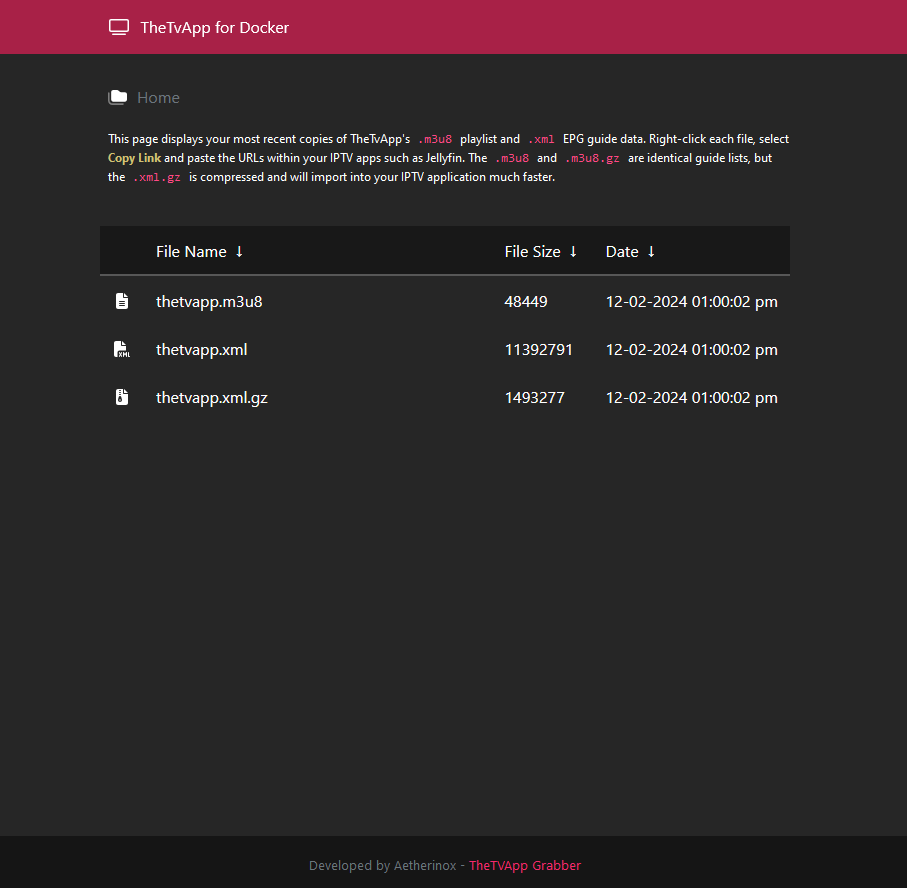 TheTvApp for Docker
Home
This page displays your most recent copies of TheTvApp's .m3u8 playlist and .xml EPG guide data. Right-click each file, select
Copy Link and paste the URLs within your IPTV apps such as Jellyfin. The .m3u8 and .m3u8.gz are identical guide lists, but
the .xml.gz is compressed and will import into your IPTV application much faster.
File Name ↓ File Size ↓ Date ↓
thetvapp.m3u8 48449 12-02-2024 01:00:02 pm
XML thetvapp.xml 11392791 12-02-2024 01:00:02 pm
thetvapp.xml.gz 1493277 12-02-2024 01:00:02 pm
Developed by Aetherinox - TheTVApp Grabber